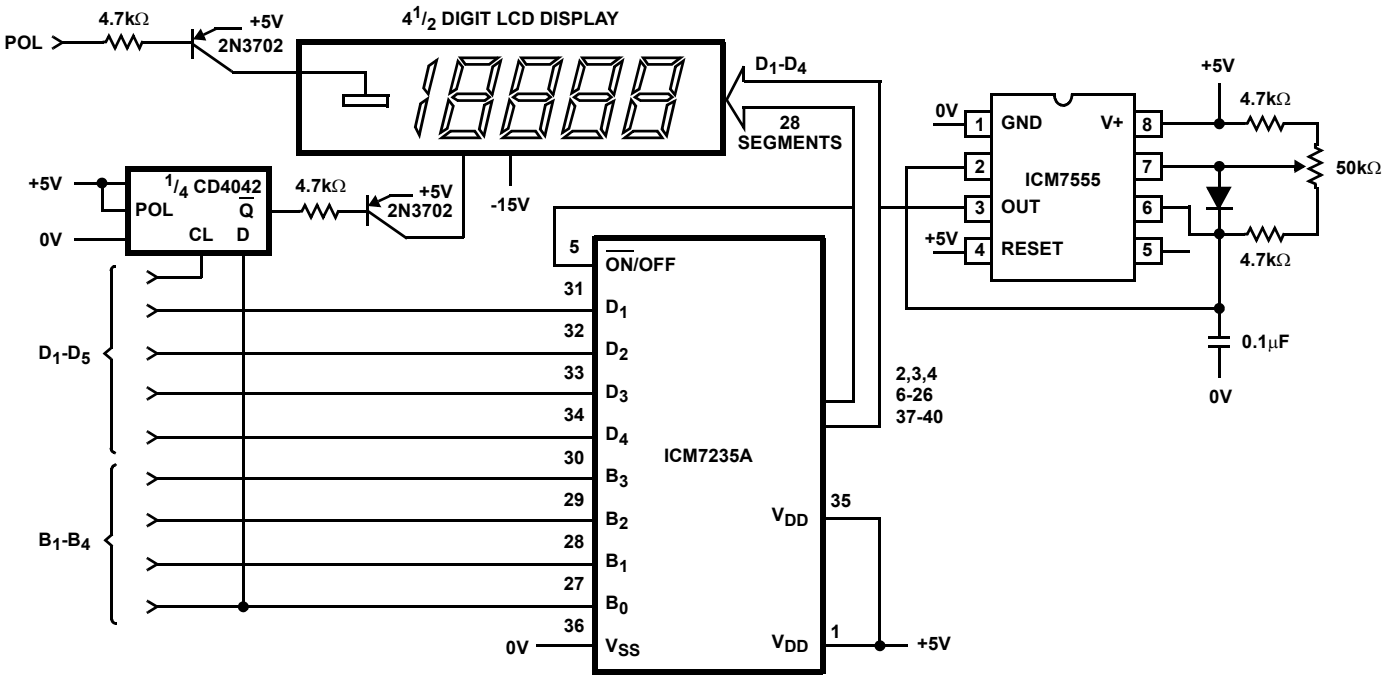 4 1/2 DIGIT LCD DISPLAY
POL
4.7kΩ
+5V
2N3702
D1-D4
28
SEGMENTS
+5V
0V
1/4 CD4042
POL
Q̅
CL
D
4.7kΩ
+5V
2N3702
-15V
+5V
4.7kΩ
50kΩ
4.7kΩ
0V
1
GND
V+
8
2
7
ICM7555
3
OUT
6
+5V
4
RESET
5
0.1μF
0V
D1-D5
B1-B4
5
O̅N̅/OFF
31
D1
32
D2
33
D3
34
D4
30
B3
29
B2
28
B1
27
B0
36
0V
VSS
ICM7235A
2,3,4
6-26
37-40
VDD
35
VDD
1
+5V